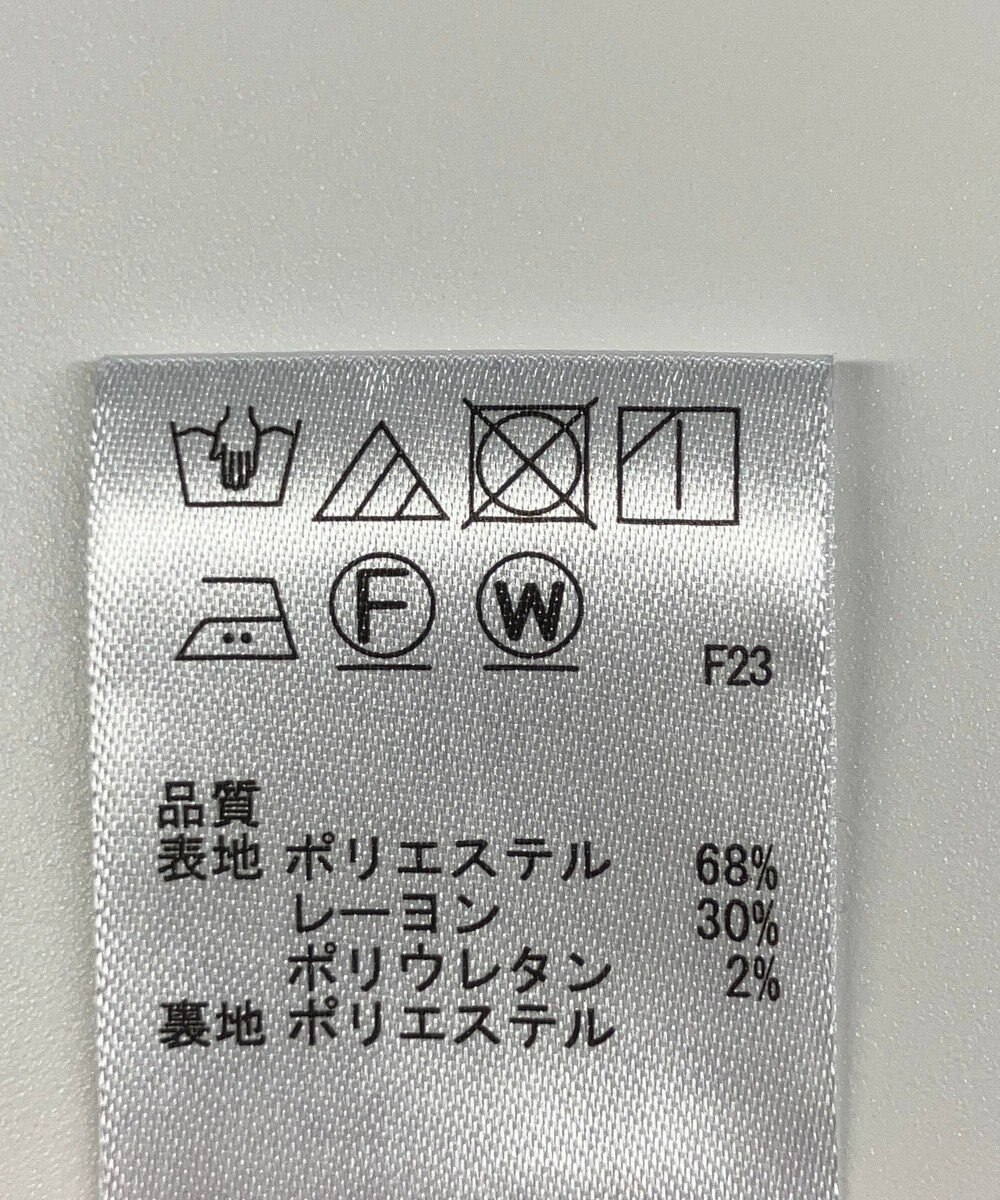 F W F23
品質
表地 ポリエステル 68%
レーヨン 30%
ポリウレタン 2%
裏地 ポリエステル